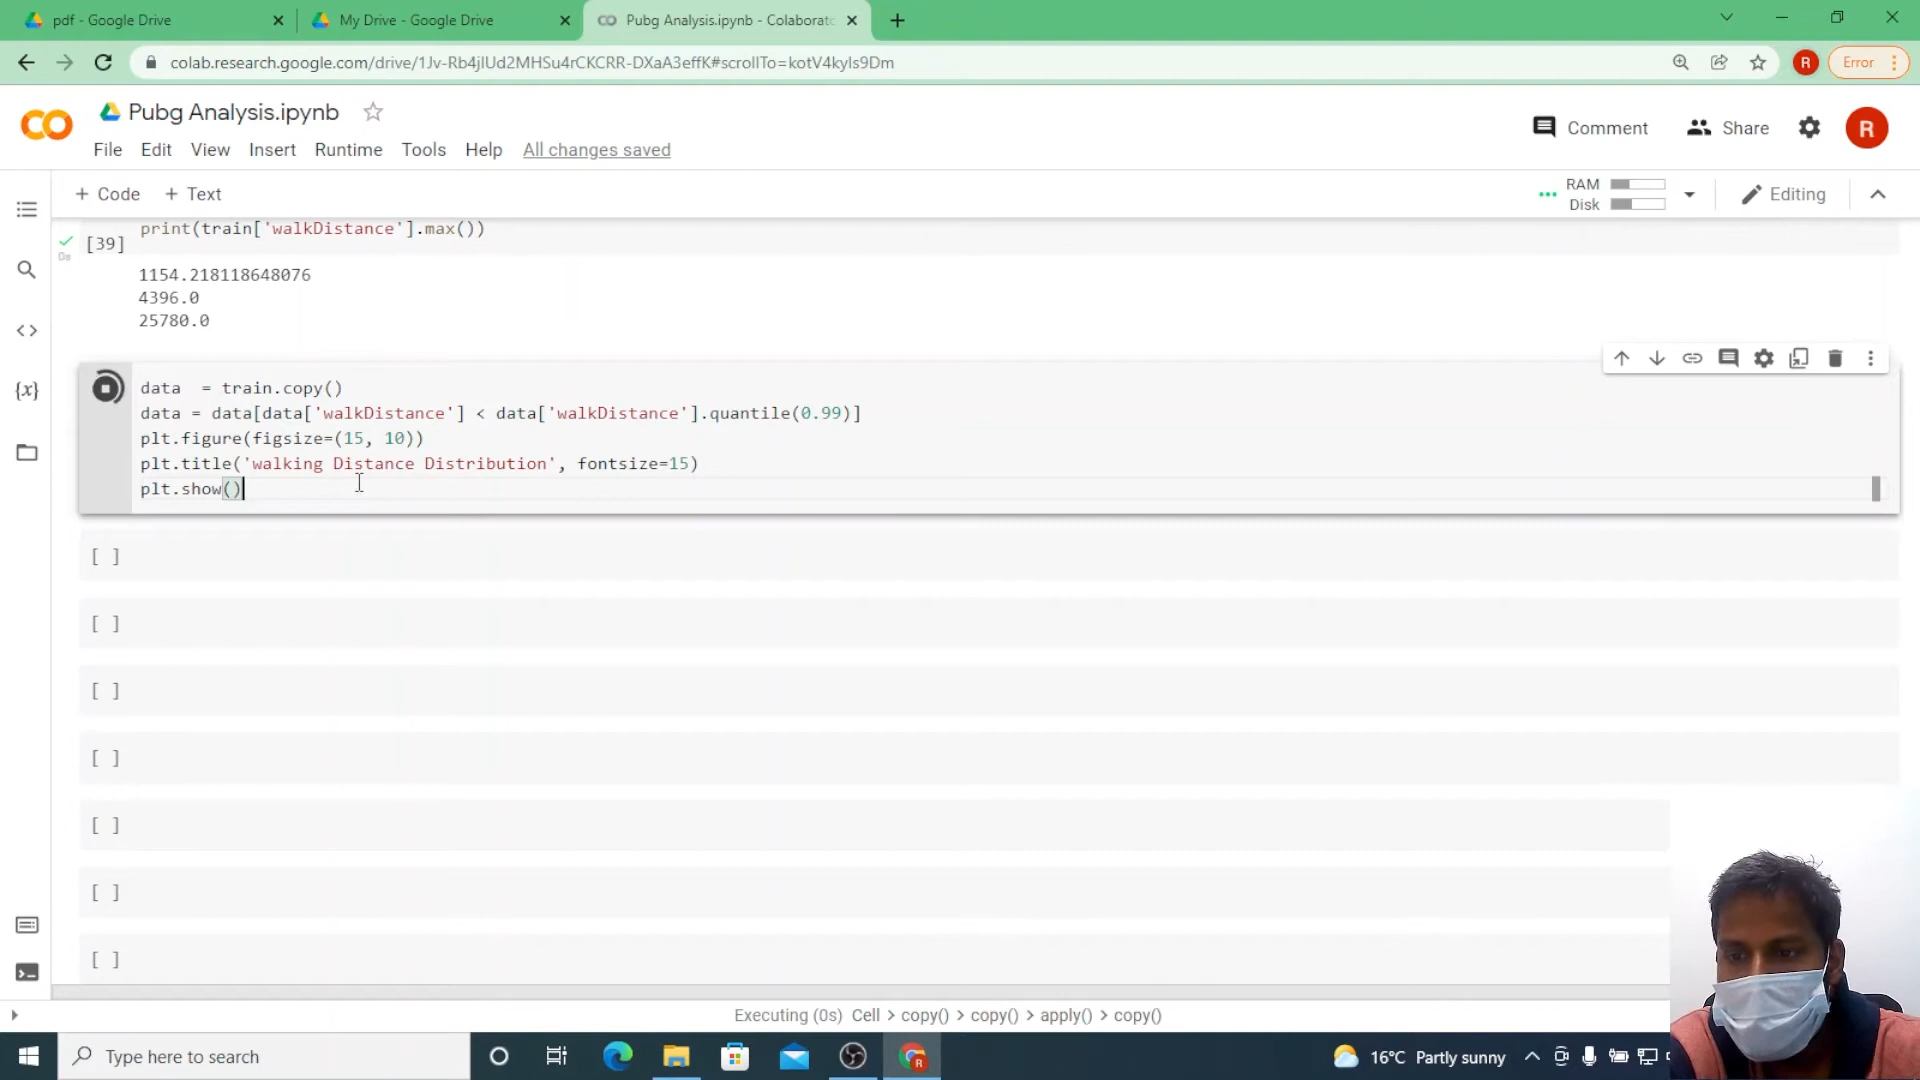 pdf - Google Drive
My Drive - Google Drive
Pubg Analysis.ipynb - Colaborato
colab.research.google.com/drive/1Jv-Rb4jlUd2MHSu4rCKCRR-DXaA3effK#scrollTo=kotV4kyls9Dm
R
Error
Pubg Analysis.ipynb
Comment
Share
R
File Edit View Insert Runtime Tools Help All changes saved
+ Code + Text
RAM
Disk
Editing
print(train['walkDistance'].max())
[39]
0s
1154.218118648076
4396.0
25780.0
{x}
data  = train.copy()
data = data[data['walkDistance'] < data['walkDistance'].quantile(0.99)]
plt.figure(figsize=(15, 10))
plt.title('walking Distance Distribution', fontsize=15)
plt.show()
[ ]
[ ]
[ ]
[ ]
[ ]
[ ]
[ ]
Executing (0s) Cell > copy() > copy() > apply() > copy()
Type here to search
R
16°C Partly sunny